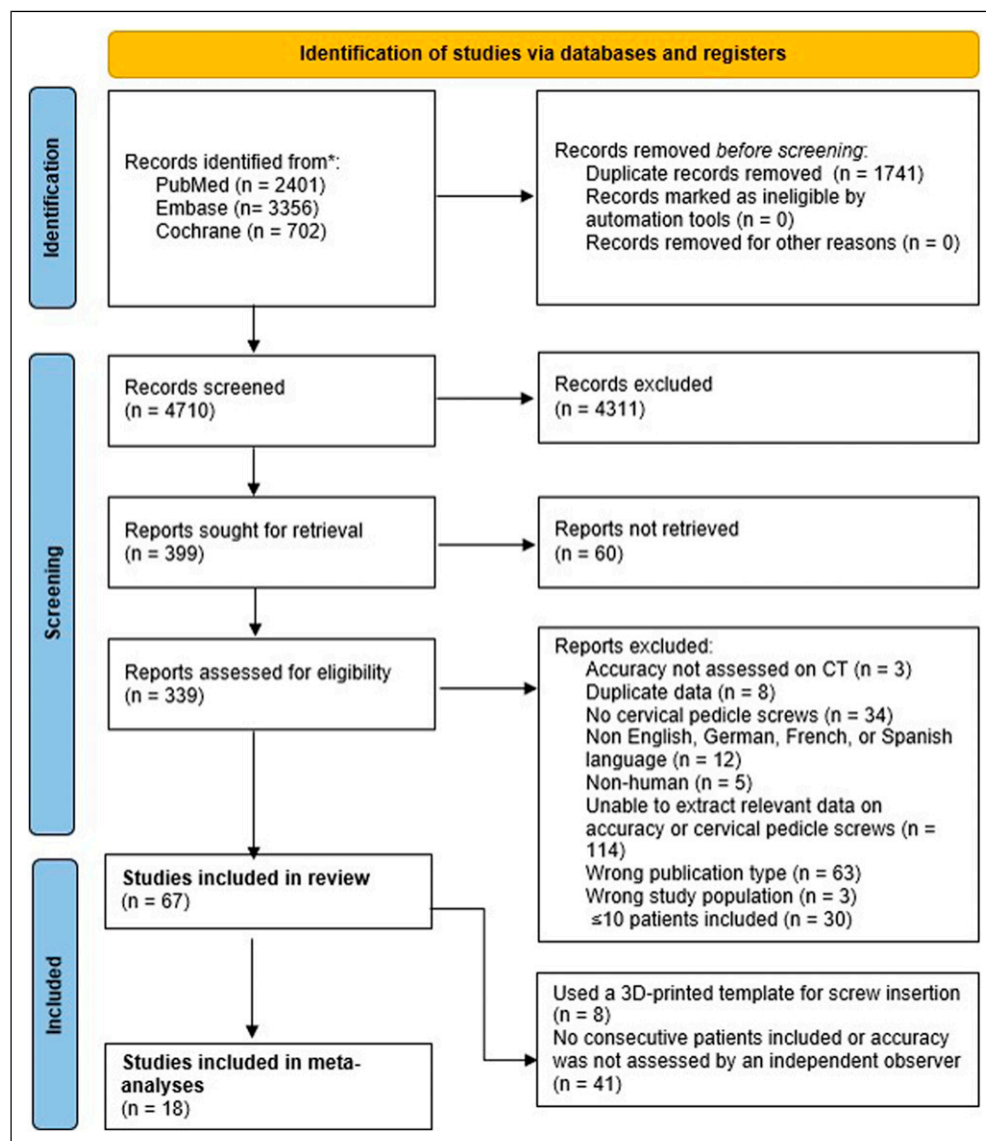 Identification of studies via databases and registers
Identification
Records identified from*:
PubMed (n = 2401)
Embase (n= 3356)
Cochrane (n = 702)
Records removed before screening:
Duplicate records removed (n = 1741)
Records marked as ineligible by
automation tools (n = 0)
Records removed for other reasons (n = 0)
Screening
Records screened
(n = 4710)
Records excluded
(n = 4311)
Reports sought for retrieval
(n = 399)
Reports not retrieved
(n = 60)
Reports assessed for eligibility
(n = 339)
Reports excluded:
Accuracy not assessed on CT (n = 3)
Duplicate data (n = 8)
No cervical pedicle screws (n = 34)
Non English, German, French, or Spanish
language (n = 12)
Non-human (n = 5)
Unable to extract relevant data on
accuracy or cervical pedicle screws (n =
114)
Wrong publication type (n = 63)
Wrong study population (n = 3)
≤10 patients included (n = 30)
Included
Studies included in review
(n = 67)
Used a 3D-printed template for screw insertion
(n = 8)
No consecutive patients included or accuracy
was not assessed by an independent observer
(n = 41)
Studies included in meta-
analyses
(n = 18)